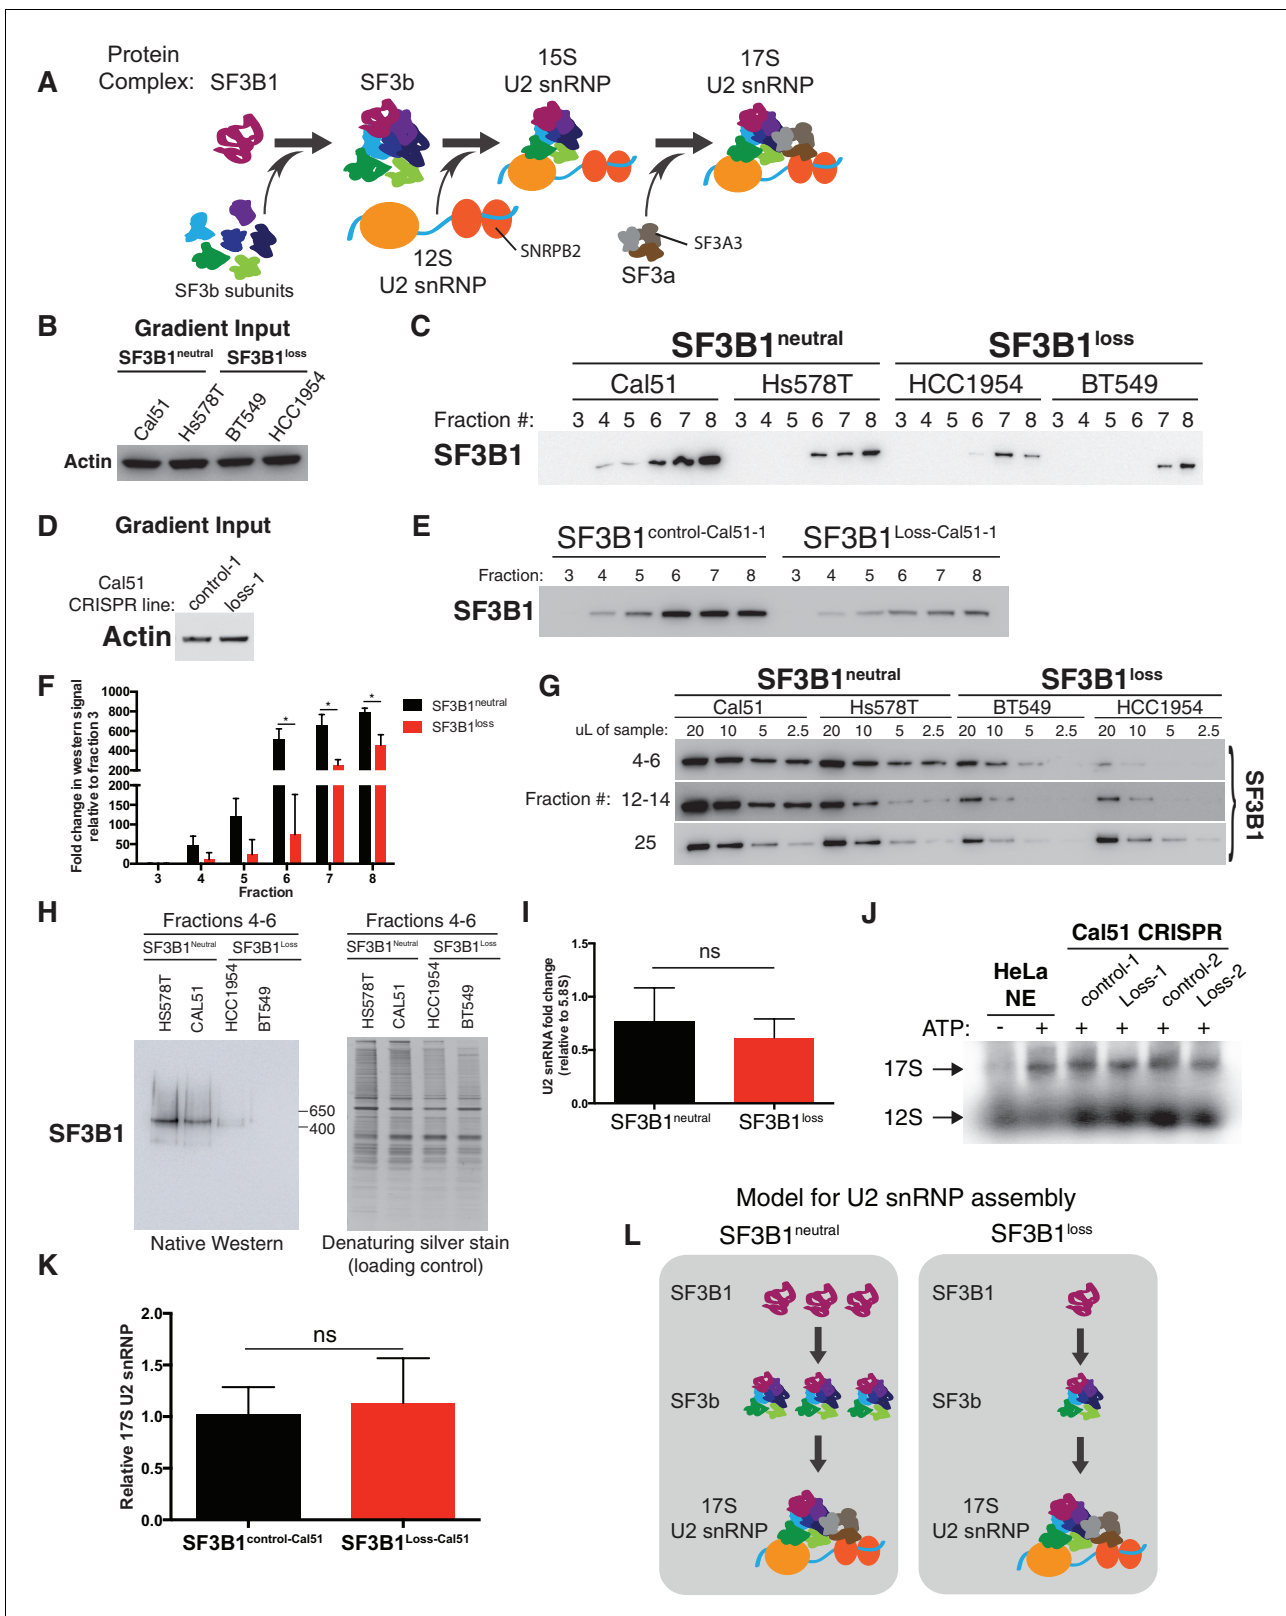 A
Protein
Complex:
SF3B1
SF3b
15S
U2 snRNP
17S
U2 snRNP
SF3b subunits
12S
U2 snRNP
SNRPB2
SF3a
SF3A3
B
Gradient Input
SF3B1neutral SF3B1loss
Cal51 Hs578T BT549 HCC1954
Actin
C
SF3B1neutral SF3B1loss
Cal51 Hs578T HCC1954 BT549
Fraction #: 3 4 5 6 7 8 3 4 5 6 7 8 3 4 5 6 7 8 3 4 5 6 7 8
SF3B1
D
Gradient Input
Cal51
CRISPR line:
control-1 loss-1
Actin
E
SF3B1control-Cal51-1 SF3B1Loss-Cal51-1
Fraction: 3 4 5 6 7 8 3 4 5 6 7 8
SF3B1
F
Fold change in western signal
relative to fraction 3
1000
800
600
400
200
200
150
100
50
0
* * *
SF3B1neutral
SF3B1loss
3 4 5 6 7 8
Fraction
G
SF3B1neutral SF3B1loss
Cal51 Hs578T BT549 HCC1954
uL of sample: 20 10 5 2.5 20 10 5 2.5 20 10 5 2.5 20 10 5 2.5
4-6
Fraction #: 12-14
25
SF3B1
H
Fractions 4-6
SF3B1Neutral SF3B1Loss
HS578T CAL51 HCC1954 BT549
SF3B1
650
400
Native Western
Fractions 4-6
SF3B1Neutral SF3B1Loss
HS578T CAL51 HCC1954 BT549
Denaturing silver stain
(loading control)
I
U2 snRNA fold change
(relative to 5.8S)
1.5
1.0
0.5
0.0
ns
SF3B1neutral SF3B1loss
J
Cal51 CRISPR
HeLa
NE
control-1 Loss-1 control-2 Loss-2
ATP: - + + + + +
17S
12S
K
Relative 17S U2 snRNP
2.0
1.5
1.0
0.5
0.0
ns
SF3B1control-Cal51 SF3B1Loss-Cal51
L
Model for U2 snRNP assembly
SF3B1neutral SF3B1loss
SF3B1
SF3b
17S
U2 snRNP
SF3B1
SF3b
17S
U2 snRNP